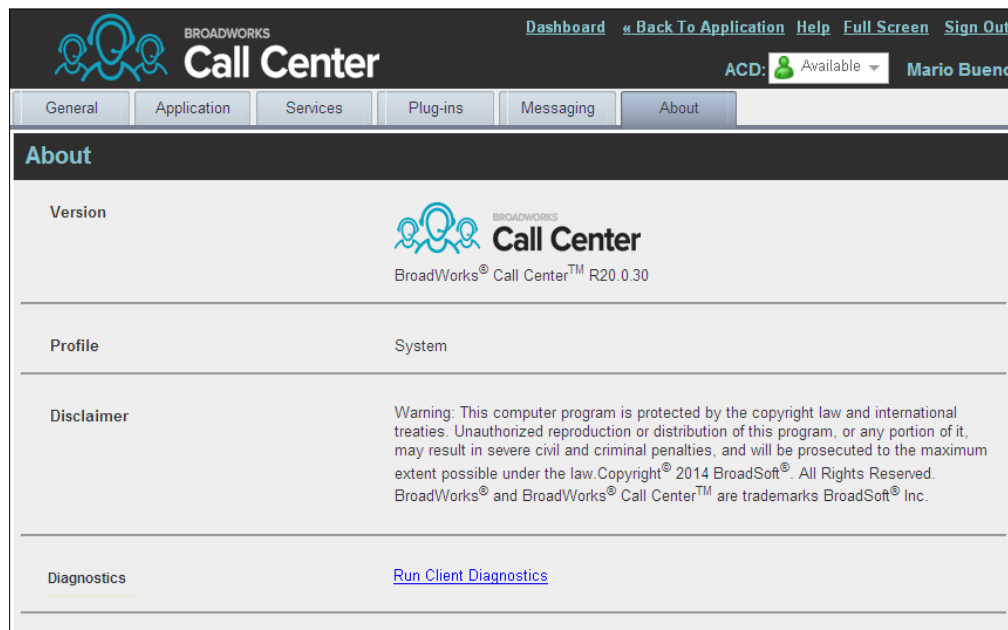 BROADWORKS
Call Center
Dashboard « Back To Application Help Full Screen Sign Out
ACD: Available Mario Bueno
General Application Services Plug-ins Messaging About
About
Version
BROADWORKS
Call Center
BroadWorks® Call Center™ R20.0.30
Profile System
Disclaimer
Warning: This computer program is protected by the copyright law and international
treaties. Unauthorized reproduction or distribution of this program, or any portion of it,
may result in severe civil and criminal penalties, and will be prosecuted to the maximum
extent possible under the law.Copyright® 2014 BroadSoft®. All Rights Reserved.
BroadWorks® and BroadWorks® Call Center™ are trademarks BroadSoft® Inc.
Diagnostics Run Client Diagnostics